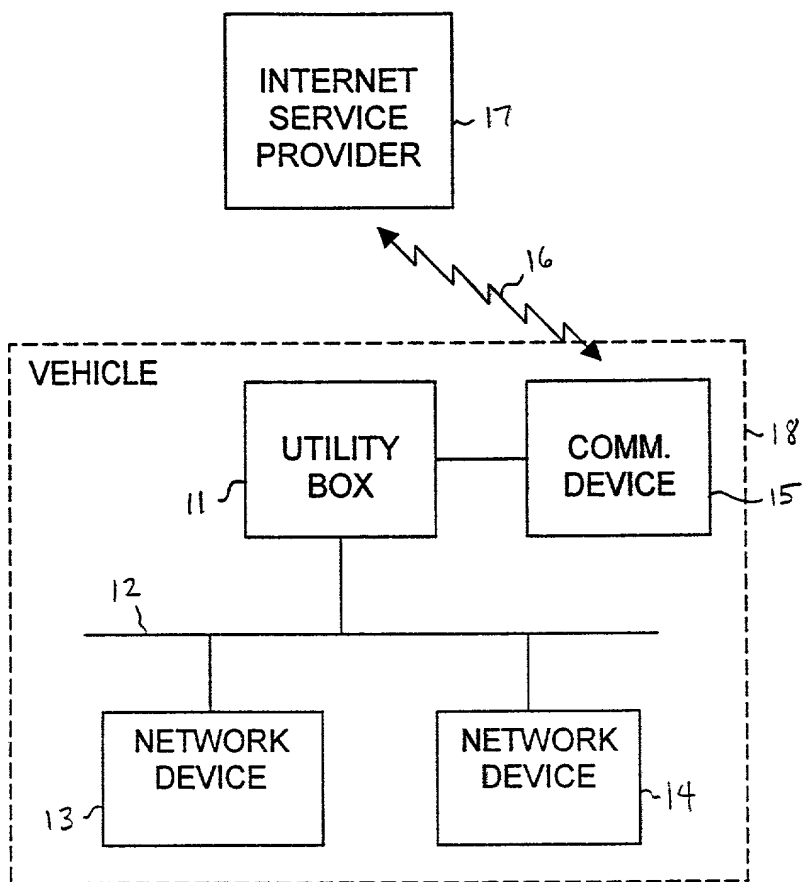 INTERNET
SERVICE
PROVIDER
17
16
VEHICLE
18
UTILITY
BOX
11
COMM.
DEVICE
15
12
NETWORK
DEVICE
13
NETWORK
DEVICE
14